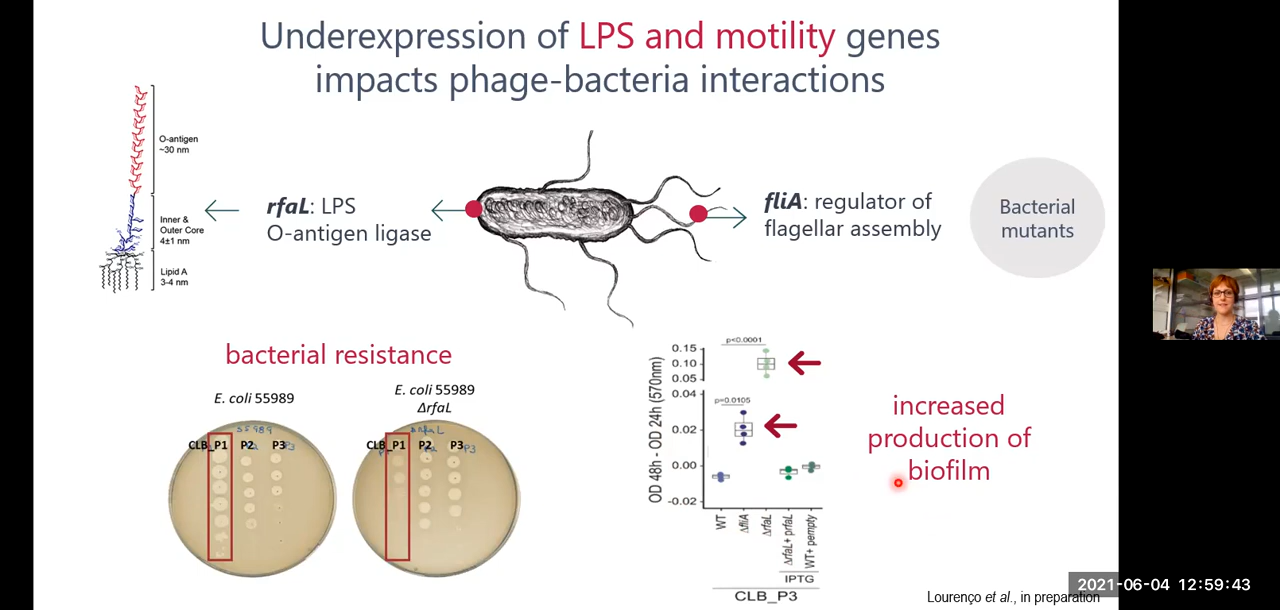 Underexpression of LPS and motility genes
impacts phage-bacteria interactions
O-antigen
~30 nm
Inner &
Outer Core
4±1 nm
Lipid A
3-4 nm
rfaL: LPS
O-antigen ligase
fliA: regulator of
flagellar assembly
Bacterial
mutants
bacterial resistance
E. coli 55989
E. coli 55989
ΔrfaL
55989
CLB_P1 P2 P3
ΔrfaL
CLB_P1 P2 P3
P3
OD 48h - OD 24h (570nm)
p<0.0001
0.15
0.10
0.05
0.04
p=0.0105
0.02
0.00
-0.02
WT
ΔfliA
ΔrfaL
ΔrfaL+ prfaL
WT+ pempty
IPTG
CLB_P3
increased
production of
biofilm
Lourenço et al., in preparation
2021-06-04 12:59:43